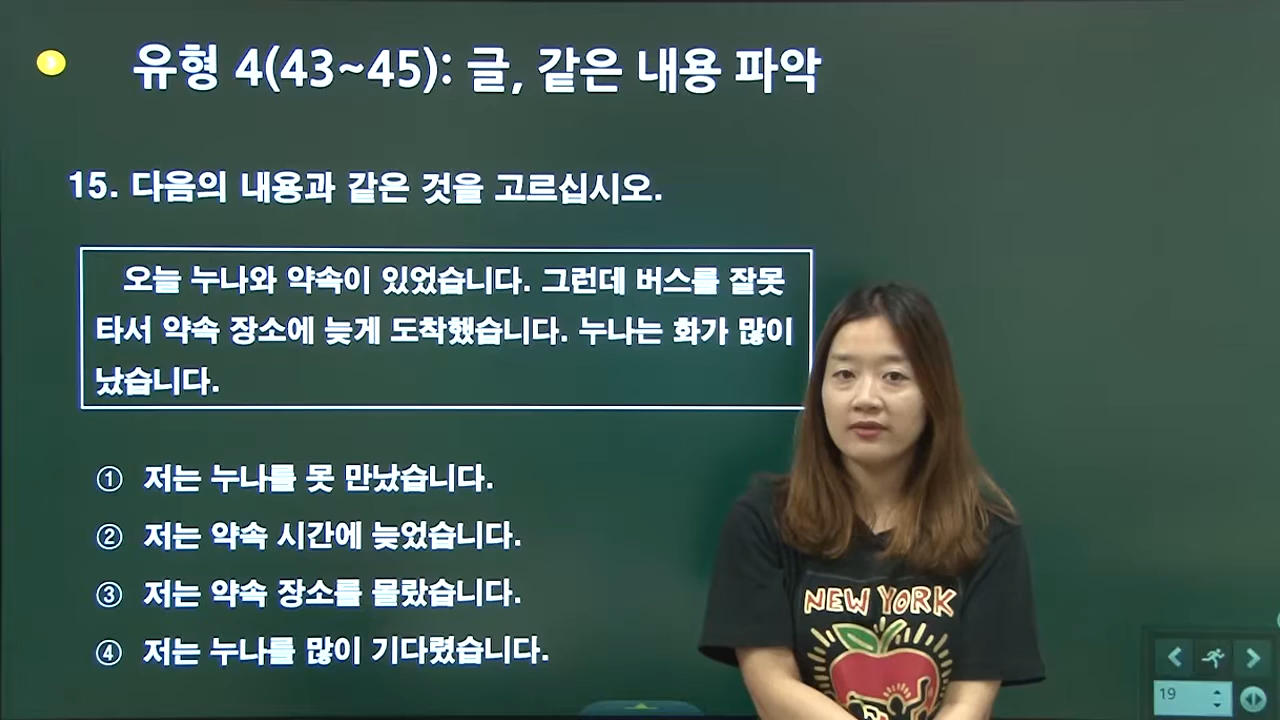 유형 4(43~45): 글, 같은 내용 파악
15. 다음의 내용과 같은 것을 고르십시오.
오늘 누나와 약속이 있었습니다. 그런데 버스를 잘못
타서 약속 장소에 늦게 도착했습니다. 누나는 화가 많이
났습니다.
① 저는 누나를 못 만났습니다.
② 저는 약속 시간에 늦었습니다.
③ 저는 약속 장소를 몰랐습니다.
④ 저는 누나를 많이 기다렸습니다.
NEW YORK
19